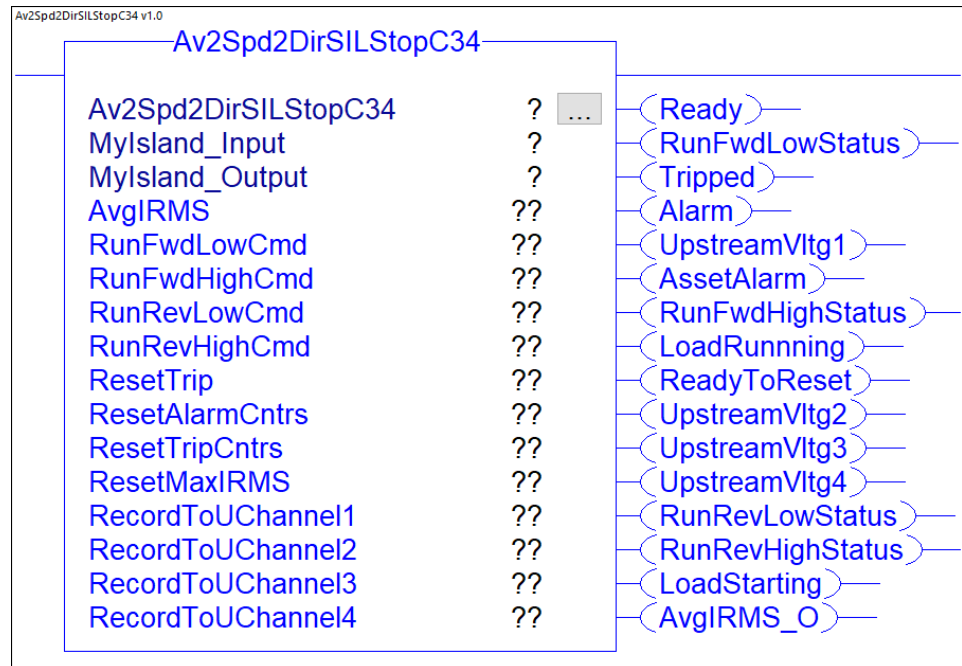 Av2Spd2DirSILStopC34 v1.0
Av2Spd2DirSILStopC34
Av2Spd2DirSILStopC34 ? ... Ready
MyIsland_Input ? RunFwdLowStatus
MyIsland_Output ? Tripped
AvgIRMS ?? Alarm
RunFwdLowCmd ?? UpstreamVltg1
RunFwdHighCmd ?? AssetAlarm
RunRevLowCmd ?? RunFwdHighStatus
RunRevHighCmd ?? LoadRunnning
ResetTrip ?? ReadyToReset
ResetAlarmCntrs ?? UpstreamVltg2
ResetTripCntrs ?? UpstreamVltg3
ResetMaxIRMS ?? UpstreamVltg4
RecordToUChannel1 ?? RunRevLowStatus
RecordToUChannel2 ?? RunRevHighStatus
RecordToUChannel3 ?? LoadStarting
RecordToUChannel4 ?? AvgIRMS_O